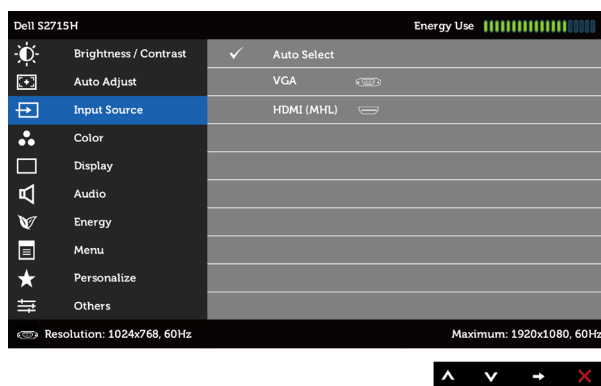 Dell S2715H Energy Use
Brightness / Contrast Auto Select
Auto Adjust VGA
Input Source HDMI (MHL)
Color
Display
Audio
Energy
Menu
Personalize
Others
Resolution: 1024x768, 60Hz Maximum: 1920x1080, 60Hz